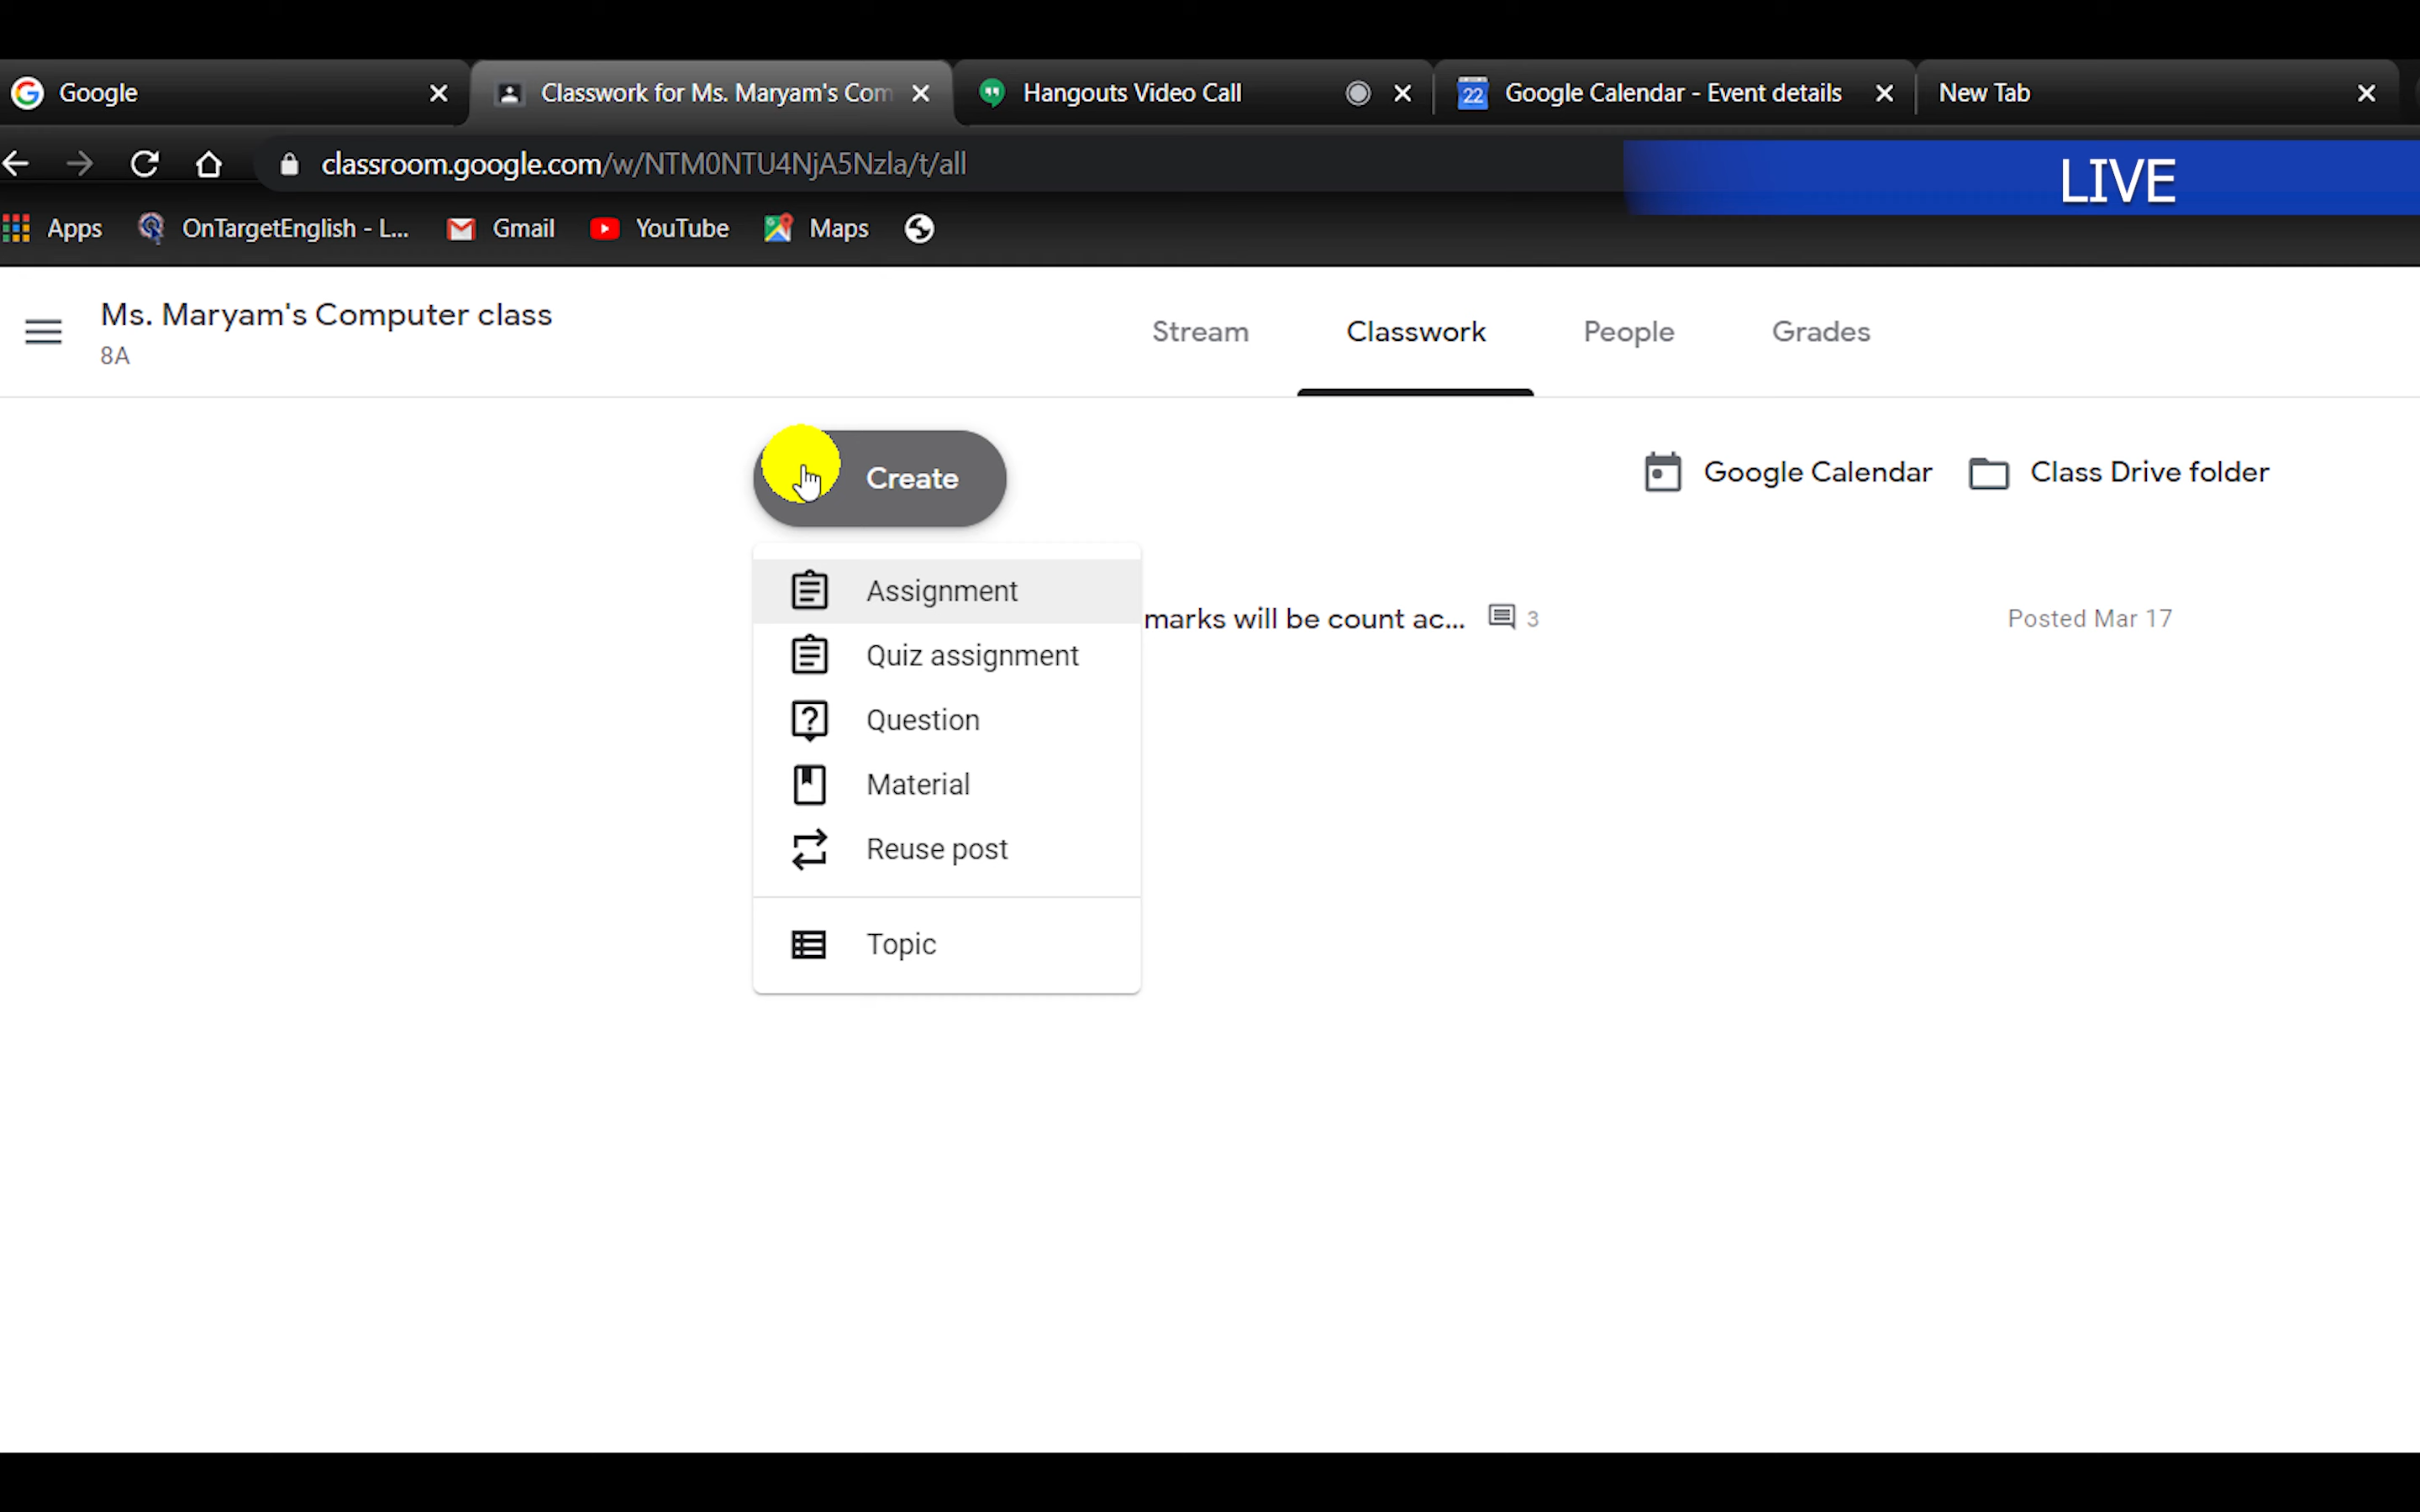 Google
Classwork for Ms. Maryam's Com
Hangouts Video Call
22
Google Calendar - Event details
New Tab
classroom.google.com/w/NTM0NTU4NjA5Nzla/t/all
LIVE
Apps
OnTargetEnglish - L...
Gmail
YouTube
Maps
Ms. Maryam's Computer class
8A
Stream
Classwork
People
Grades
Create
Google Calendar
Class Drive folder
Assignment
marks will be count ac...
3
Posted Mar 17
Quiz assignment
Question
Material
Reuse post
Topic